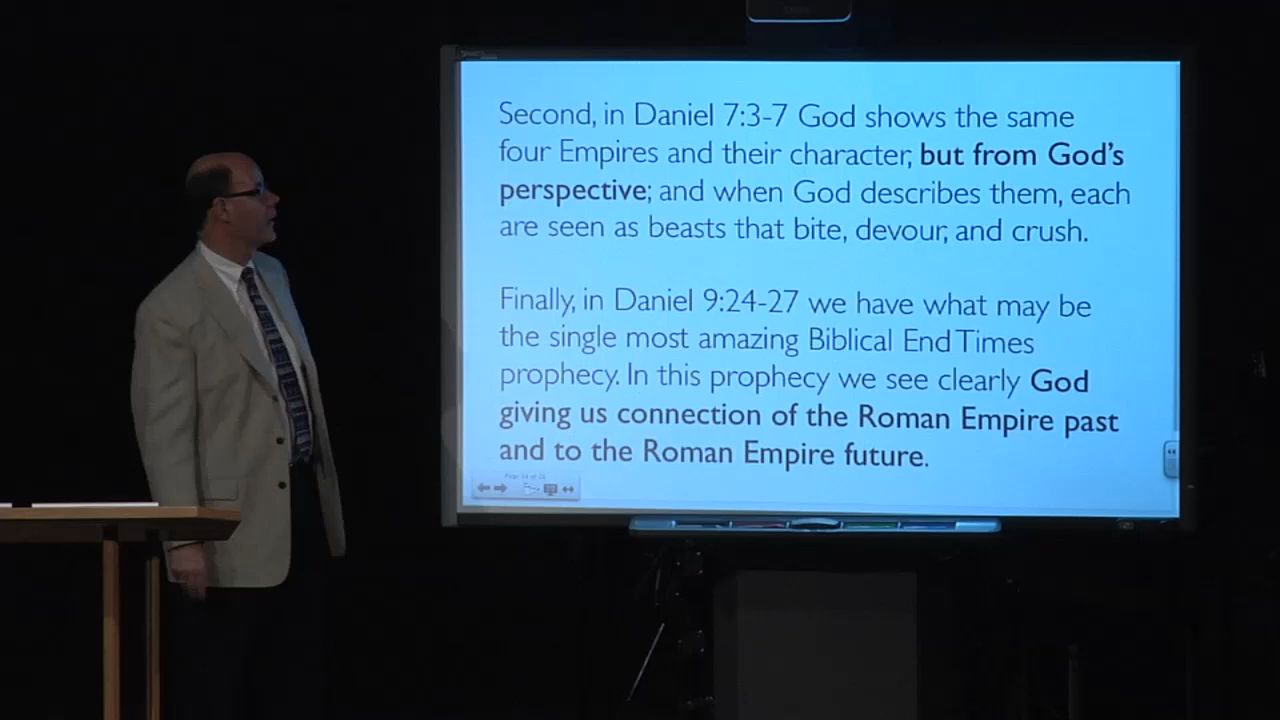 Second, in Daniel 7:3-7 God shows the same
four Empires and their character, but from God's
perspective; and when God describes them, each
are seen as beasts that bite, devour, and crush.
Finally, in Daniel 9:24-27 we have what may be
the single most amazing Biblical End Times
prophecy. In this prophecy we see clearly God
giving us connection of the Roman Empire past
and to the Roman Empire future.